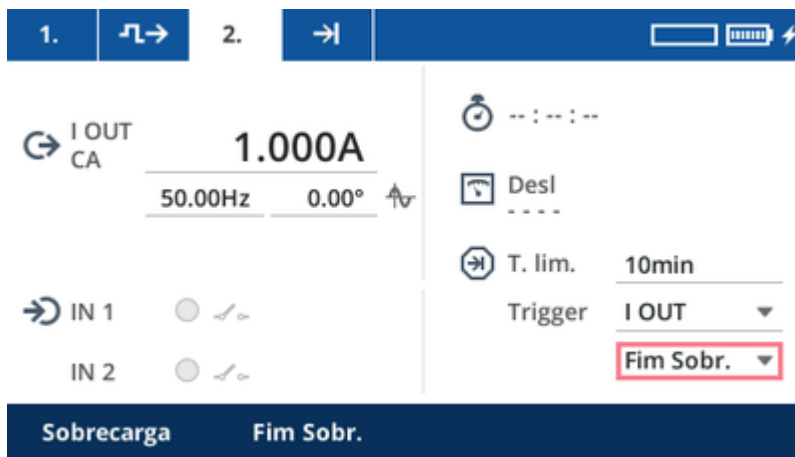 1. 2.
I OUT
CA
1.000A
50.00Hz 0.00°
IN 1
IN 2
-- : -- : --
Desl
- - - -
T. lim. 10min
Trigger I OUT
Fim Sobr.
Sobrecarga Fim Sobr.